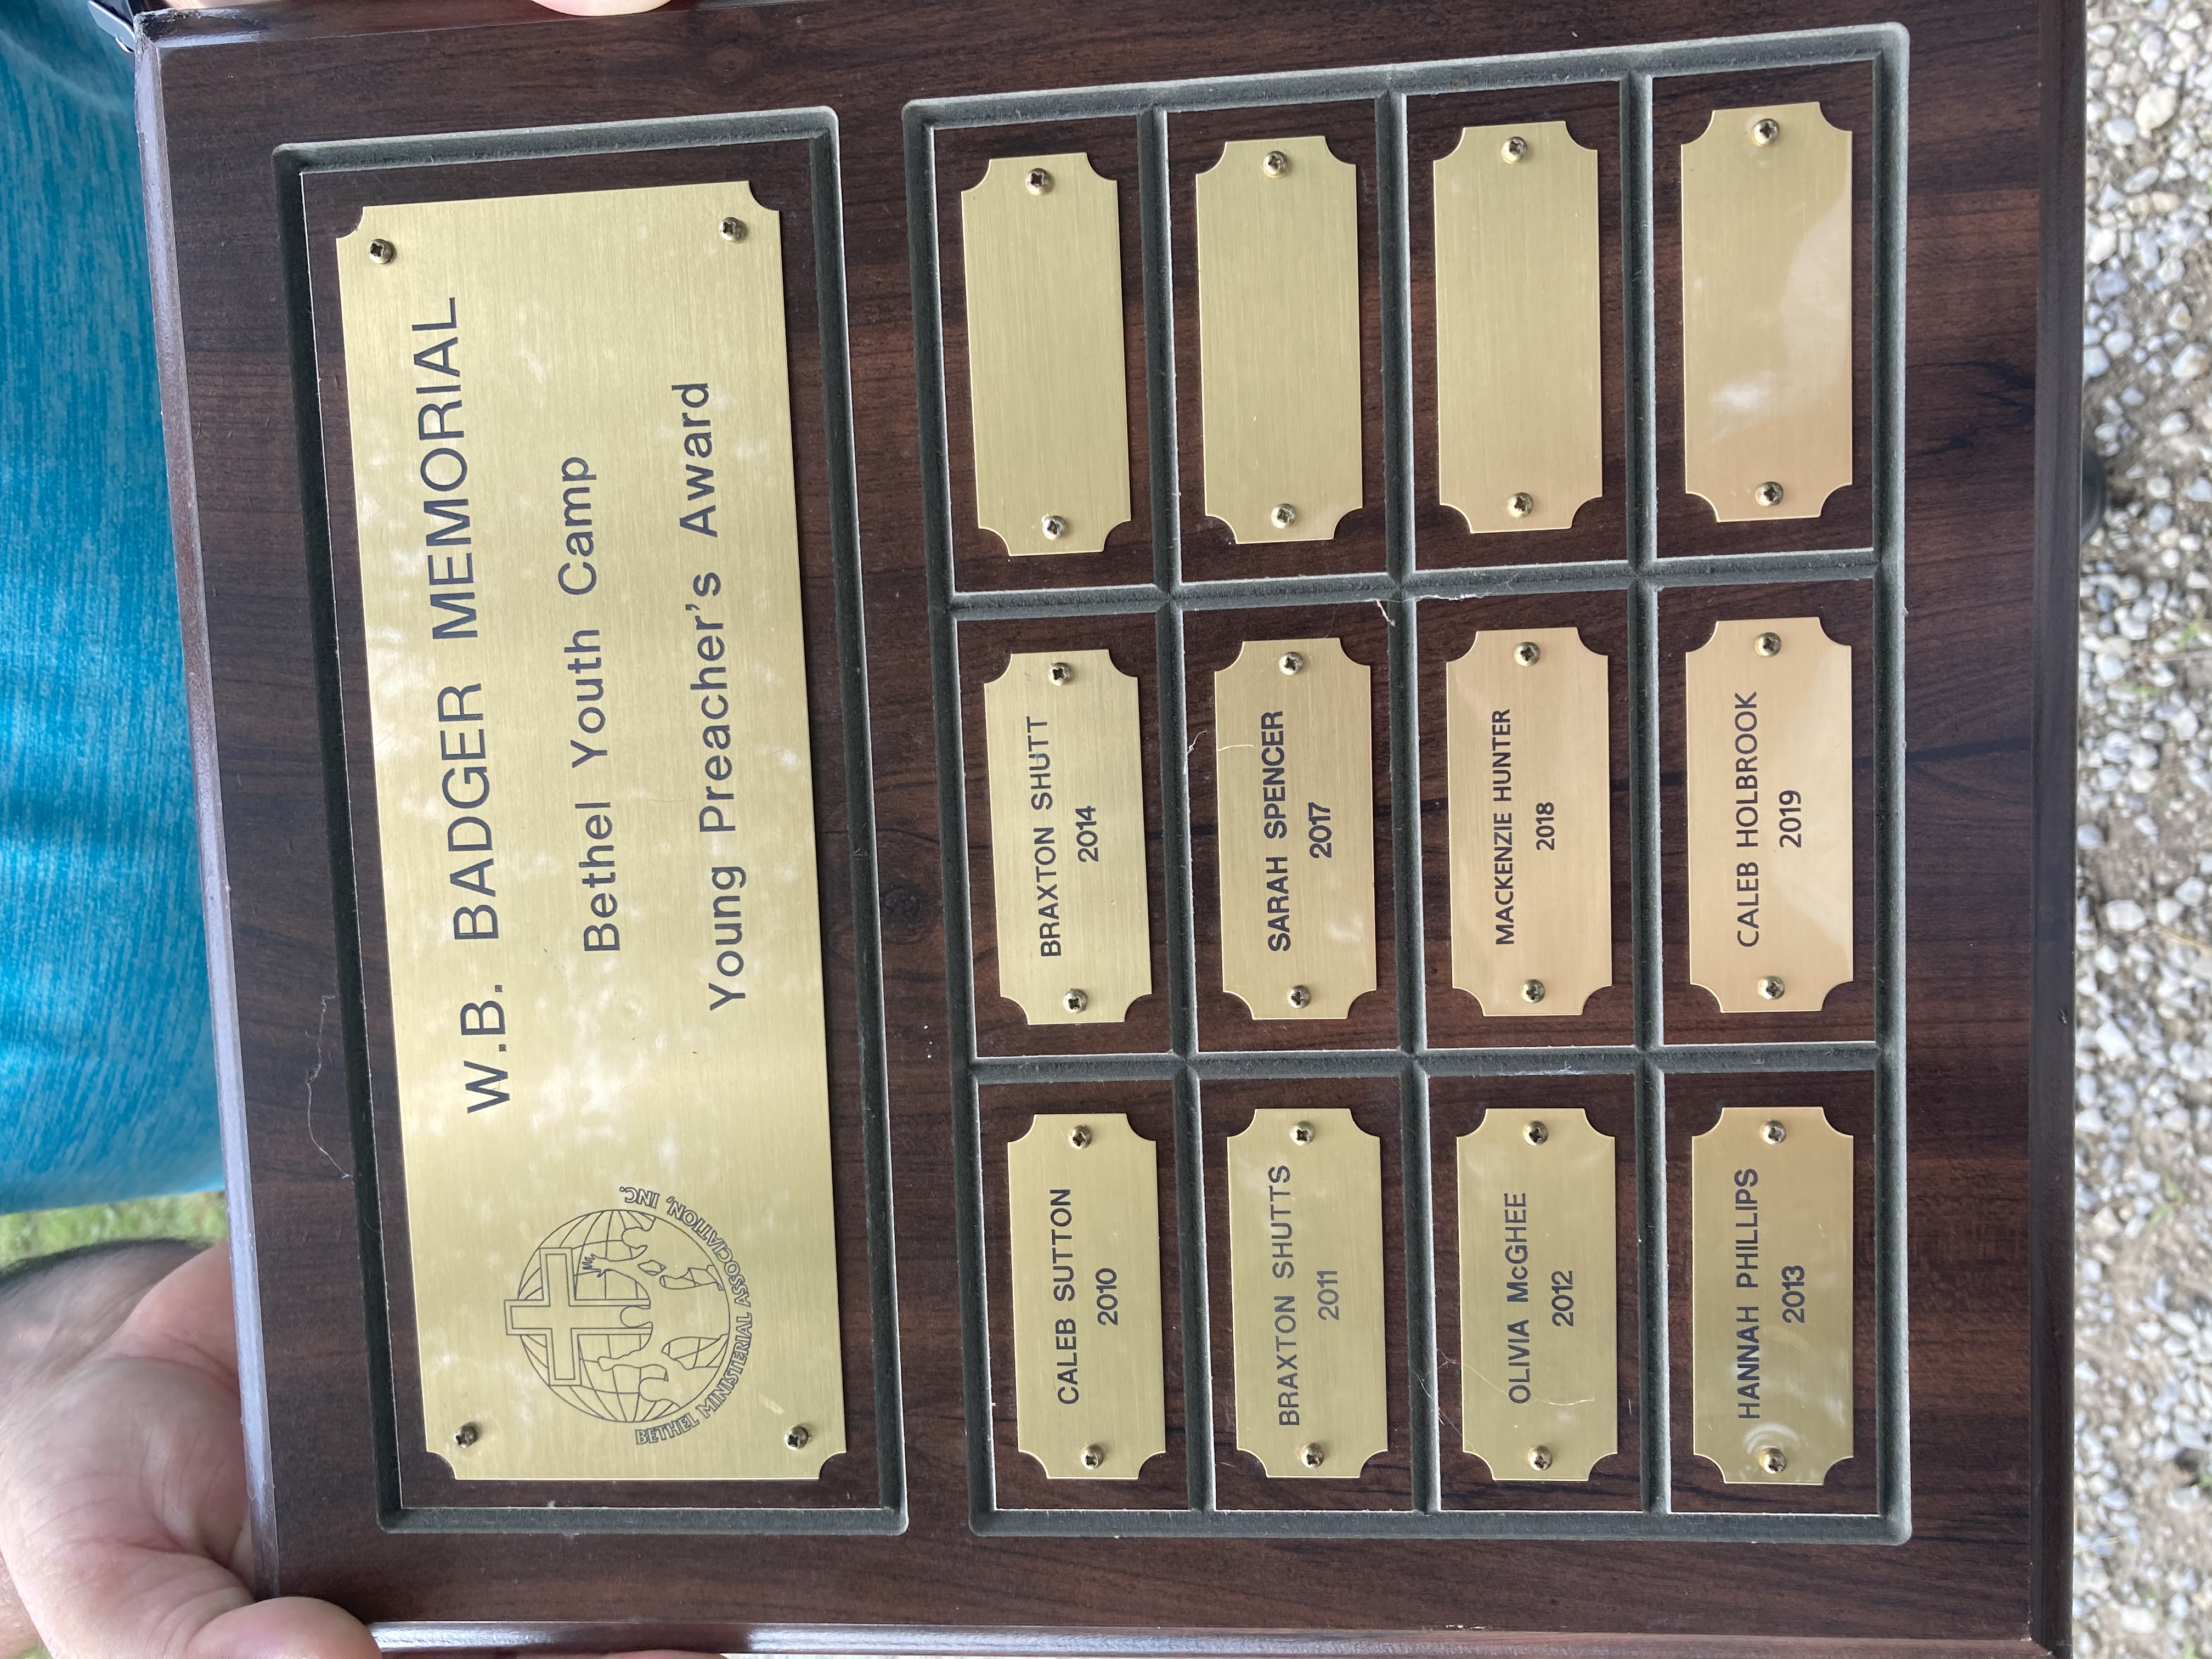 W.B. BADGER MEMORIAL
Bethel Youth Camp
Young Preacher's Award
BETHEL MINISTERIAL ASSOCIATION, INC.
CALEB SUTTON
2010
BRAXTON SHUTTS
2011
OLIVIA McGHEE
2012
HANNAH PHILLIPS
2013
BRAXTON SHUTT
2014
SARAH SPENCER
2017
MACKENZIE HUNTER
2018
CALEB HOLBROOK
2019